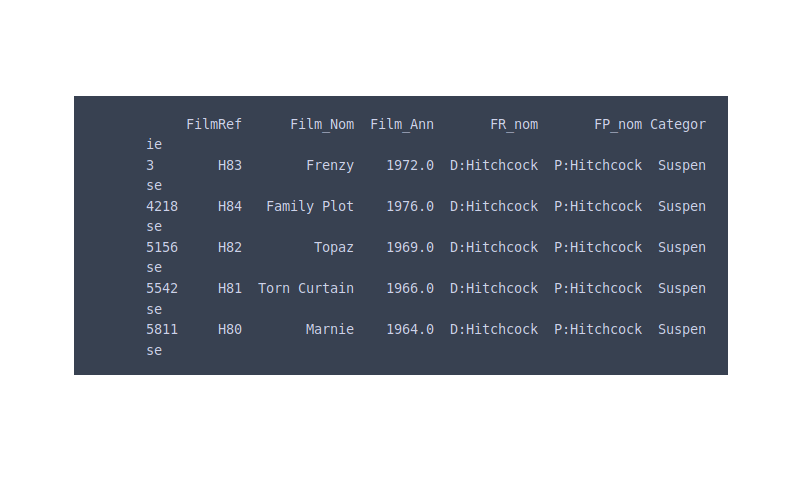 FilmRef Film_Nom Film_Ann FR_nom FP_nom Categor
ie
3 H83 Frenzy 1972.0 D:Hitchcock P:Hitchcock Suspen
se
4218 H84 Family Plot 1976.0 D:Hitchcock P:Hitchcock Suspen
se
5156 H82 Topaz 1969.0 D:Hitchcock P:Hitchcock Suspen
se
5542 H81 Torn Curtain 1966.0 D:Hitchcock P:Hitchcock Suspen
se
5811 H80 Marnie 1964.0 D:Hitchcock P:Hitchcock Suspen
se